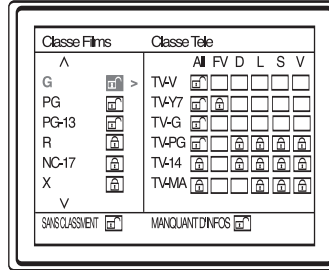 Classe Films Classe Tele
All FV D L S V
G > TV-V
PG TV-Y7
PG-13 TV-G
R TV-PG
NC-17 TV-14
X TV-MA
SANS CLASSMENT MANQUANT D'INFOS